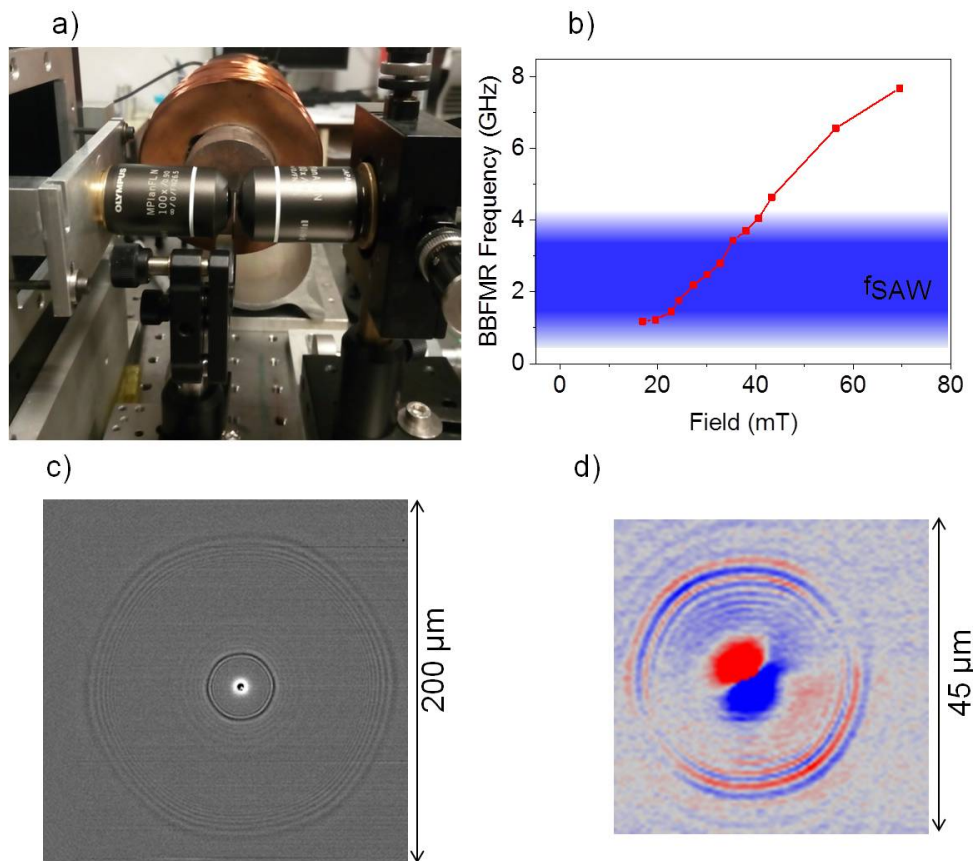 a)
OLYMPUS
MPlanFLN
100x/0.90
b)
BBFMR Frequency (GHz)
8
6
4
2
0
fSAW
0
20
40
60
80
Field (mT)
c)
200 µm
d)
45 µm